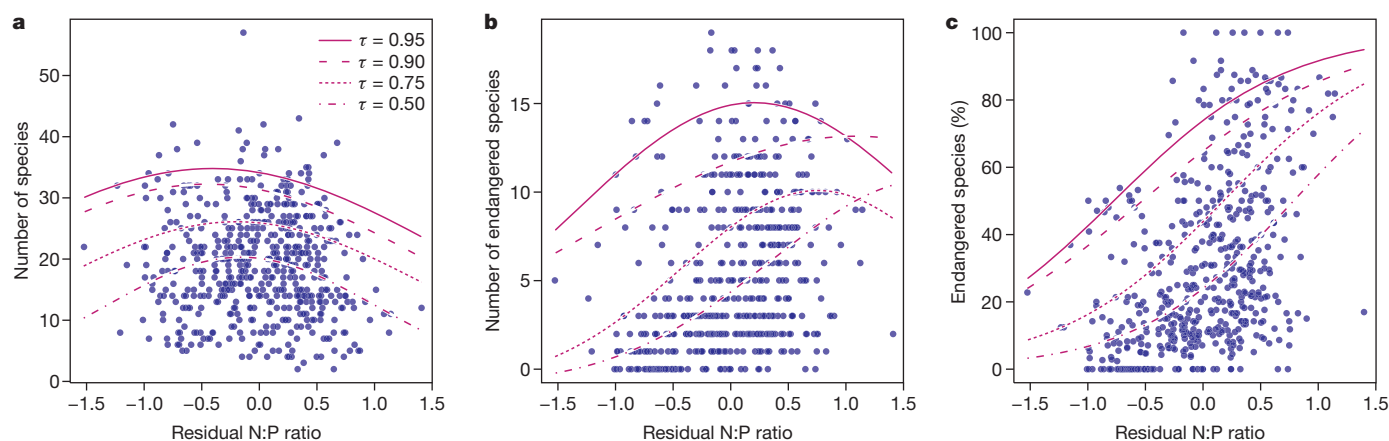 a
τ = 0.95
τ = 0.90
τ = 0.75
τ = 0.50
Number of species
50
40
30
20
10
0
−1.5 −1.0 −0.5 0.0 0.5 1.0 1.5
Residual N:P ratio
b
Number of endangered species
15
10
5
0
−1.5 −1.0 −0.5 0.0 0.5 1.0 1.5
Residual N:P ratio
c
Endangered species (%)
100
80
60
40
20
0
−1.5 −1.0 −0.5 0.0 0.5 1.0 1.5
Residual N:P ratio